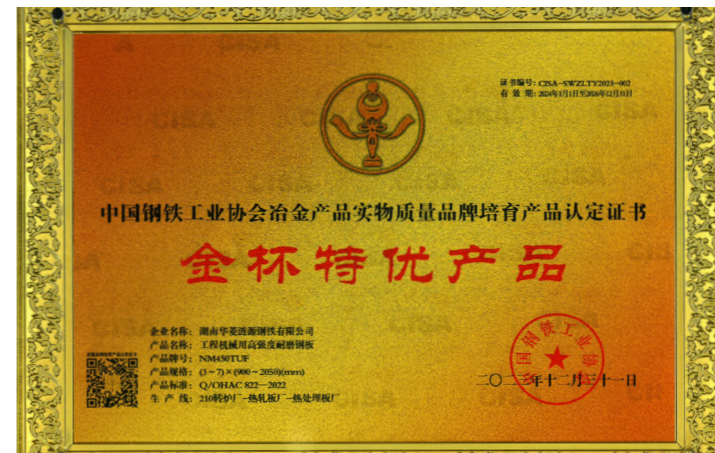 证书编号：CISA-SWZLTY2023-002
有 效 期：2024年1月1日至2026年12月31日
中国钢铁工业协会冶金产品实物质量品牌培育产品认定证书
金杯特优产品
企业名称：湖南华菱涟源钢铁有限公司
产品名称：工程机械用高强度耐磨钢板
产品牌号：NM450TUF
产品规格：(3～7)×(900～2050)(mm)
产品标准：Q/OHAC 822-2022
生 产 线：210转炉厂-热轧板厂-热处理板厂
中国钢铁工业协会
二〇二三年十二月三十一日